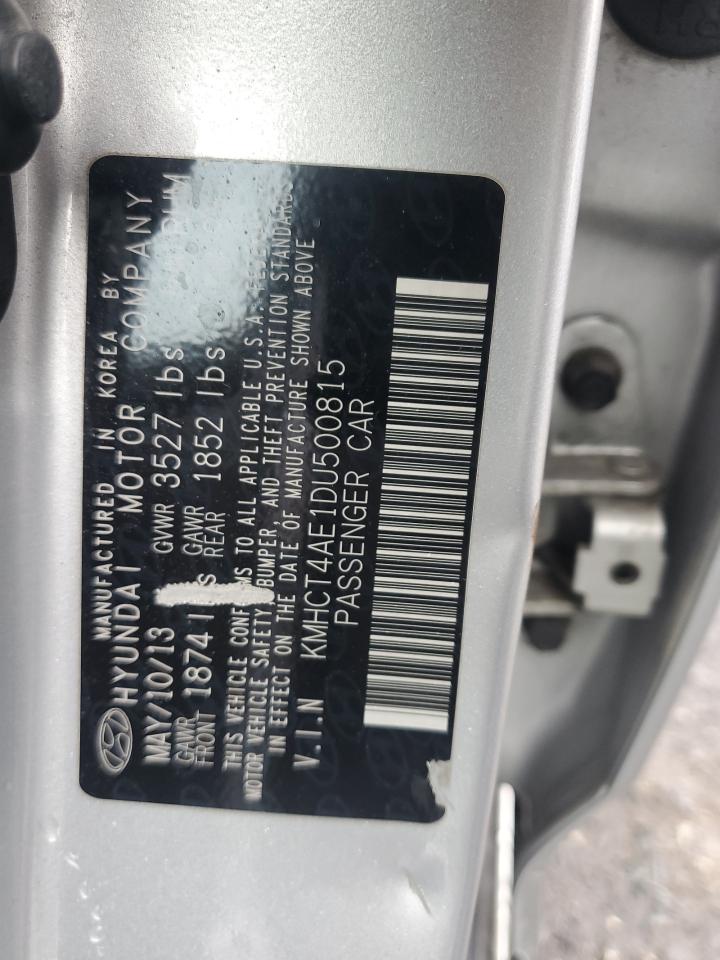 MANUFACTURED IN KOREA BY
HYUNDAI MOTOR COMPANY
MAY/10/13 GVWR 3527 lbs
GAWR FRONT 1874 GAWR REAR 1852 lbs
THIS VEHICLE CONFORMS TO ALL APPLICABLE U.S.A.
MOTOR VEHICLE SAFETY BUMPER, AND THEFT PREVENTION STANDARDS
IN EFFECT ON THE DATE OF MANUFACTURE SHOWN ABOVE
V.I.N KMHCT4AE1DU500815
PASSENGER CAR